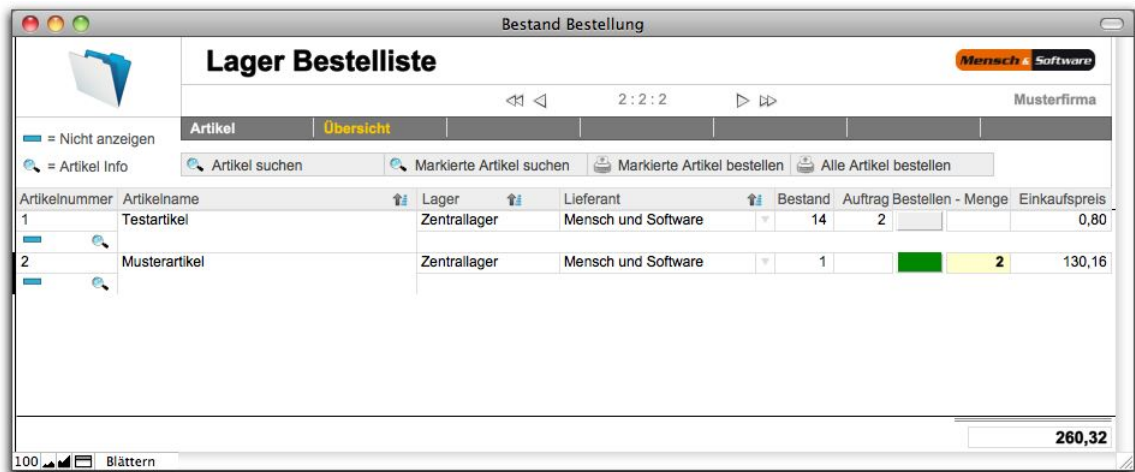 Bestand Bestellung
Lager Bestelliste
Mensch & Software
2 : 2 : 2
Musterfirma
= Nicht anzeigen
Artikel Übersicht
= Artikel Info
Artikel suchen Markierte Artikel suchen Markierte Artikel bestellen Alle Artikel bestellen
Artikelnummer Artikelname Lager Lieferant Bestand Auftrag Bestellen - Menge Einkaufspreis
1 Testartikel Zentrallager Mensch und Software 14 2 0,80
2 Musterartikel Zentrallager Mensch und Software 1 2 130,16
260,32
100 Blättern